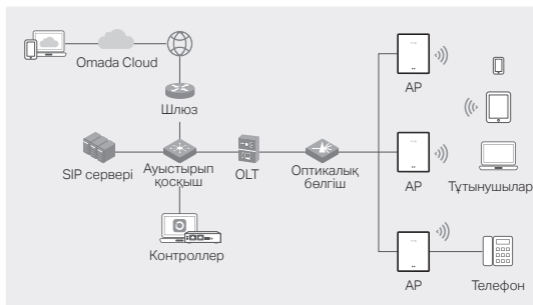 Omada Cloud
Шлюз
SIP сервері
Ауыстырып
қосқыш
OLT
Оптикалық
бөлгіш
Контроллер
AP
AP
AP
Тұтынушылар
Телефон